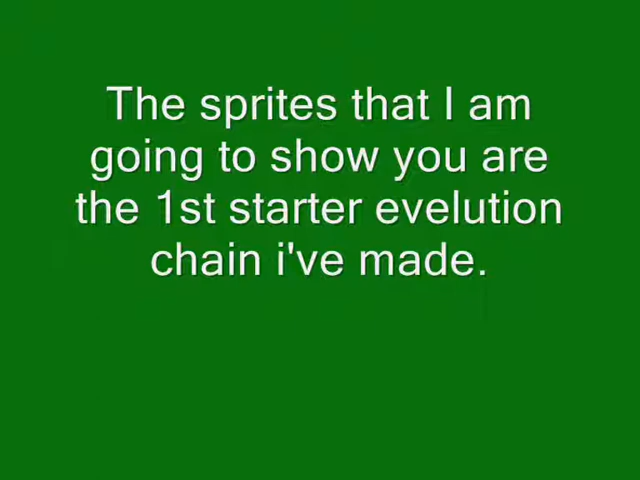 The sprites that I am
going to show you are
the 1st starter evelution
chain i've made.